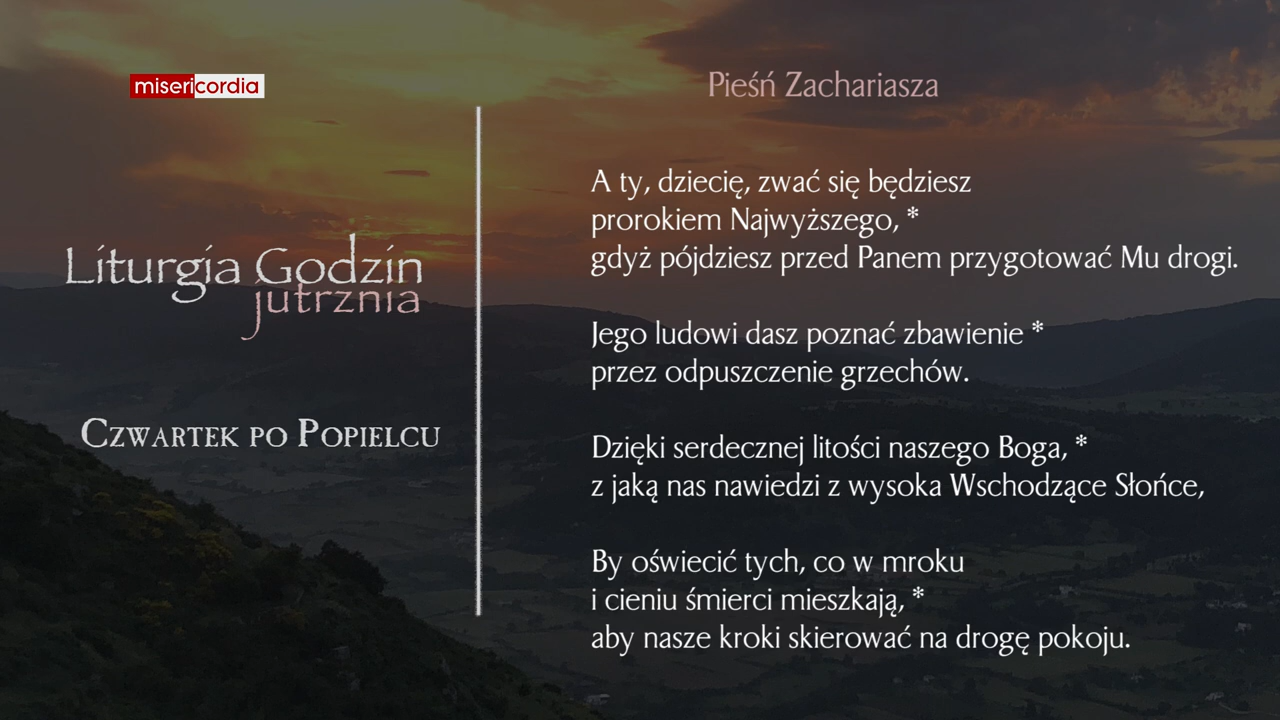 misericordia
Liturgia Godzin
jutrznia
Czwartek po Popielcu
Pieśń Zachariasza
A ty, dziecię, zwać się będziesz
prorokiem Najwyższego, *
gdyż pójdziesz przed Panem przygotować Mu drogi.
Jego ludowi dasz poznać zbawienie *
przez odpuszczenie grzechów.
Dzięki serdecznej litości naszego Boga, *
z jaką nas nawiedzi z wysoka Wschodzące Słońce,
By oświecić tych, co w mroku
i cieniu śmierci mieszkają, *
aby nasze kroki skierować na drogę pokoju.